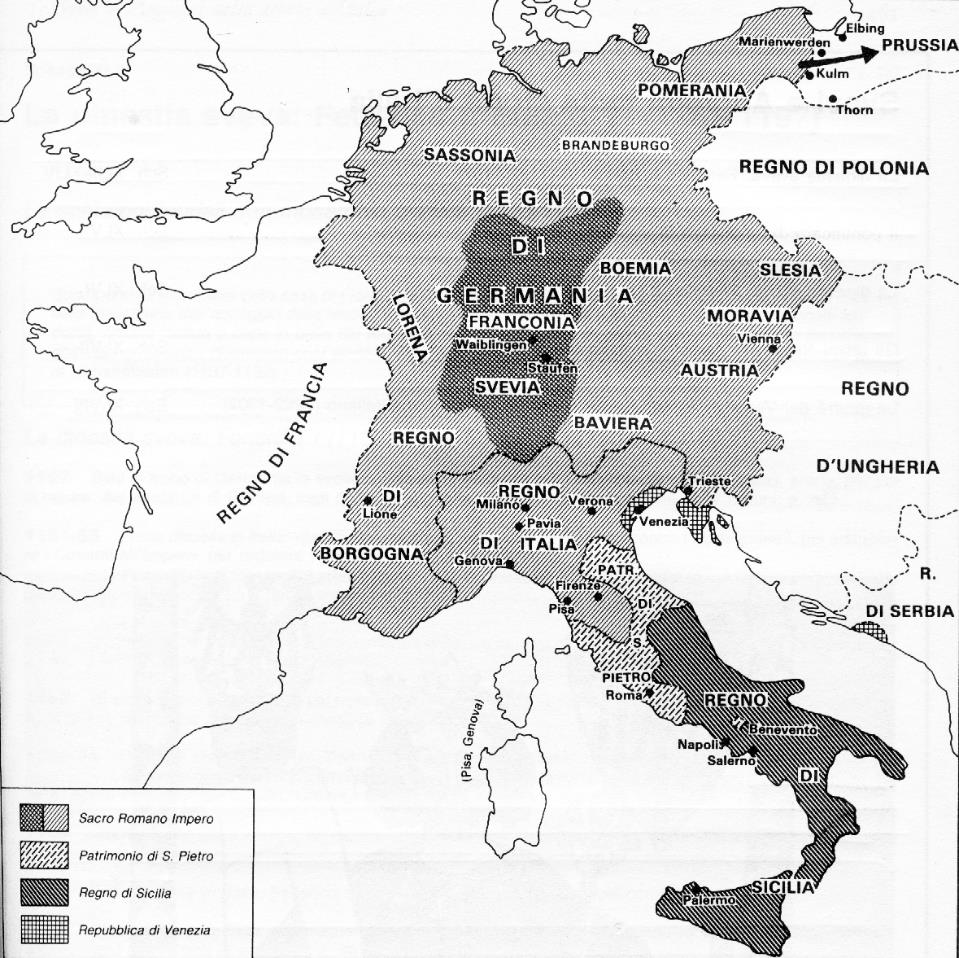 Elbing
Marienwerden
PRUSSIA
Kulm
POMERANIA
Thorn
BRANDEBURGO
SASSONIA
REGNO DI POLONIA
REGNO
DI
GERMANIA
BOEMIA
SLESIA
LORENA
FRANCONIA
MORAVIA
Waiblingen
Vienna
Staufen
AUSTRIA
SVEVIA
REGNO DI FRANCIA
REGNO
D'UNGHERIA
BAVIERA
REGNO
DI
BORGOGNA
Lione
REGNO
DI ITALIA
Milano
Verona
Trieste
Pavia
Venezia
Genova
PATR.
DI
S.
PIETRO
Firenze
Pisa
Roma
R.
DI SERBIA
(Pisa, Genova)
REGNO
DI
SICILIA
Benevento
Napoli
Salerno
Palermo
Sacro Romano Impero
Patrimonio di S. Pietro
Regno di Sicilia
Repubblica di Venezia